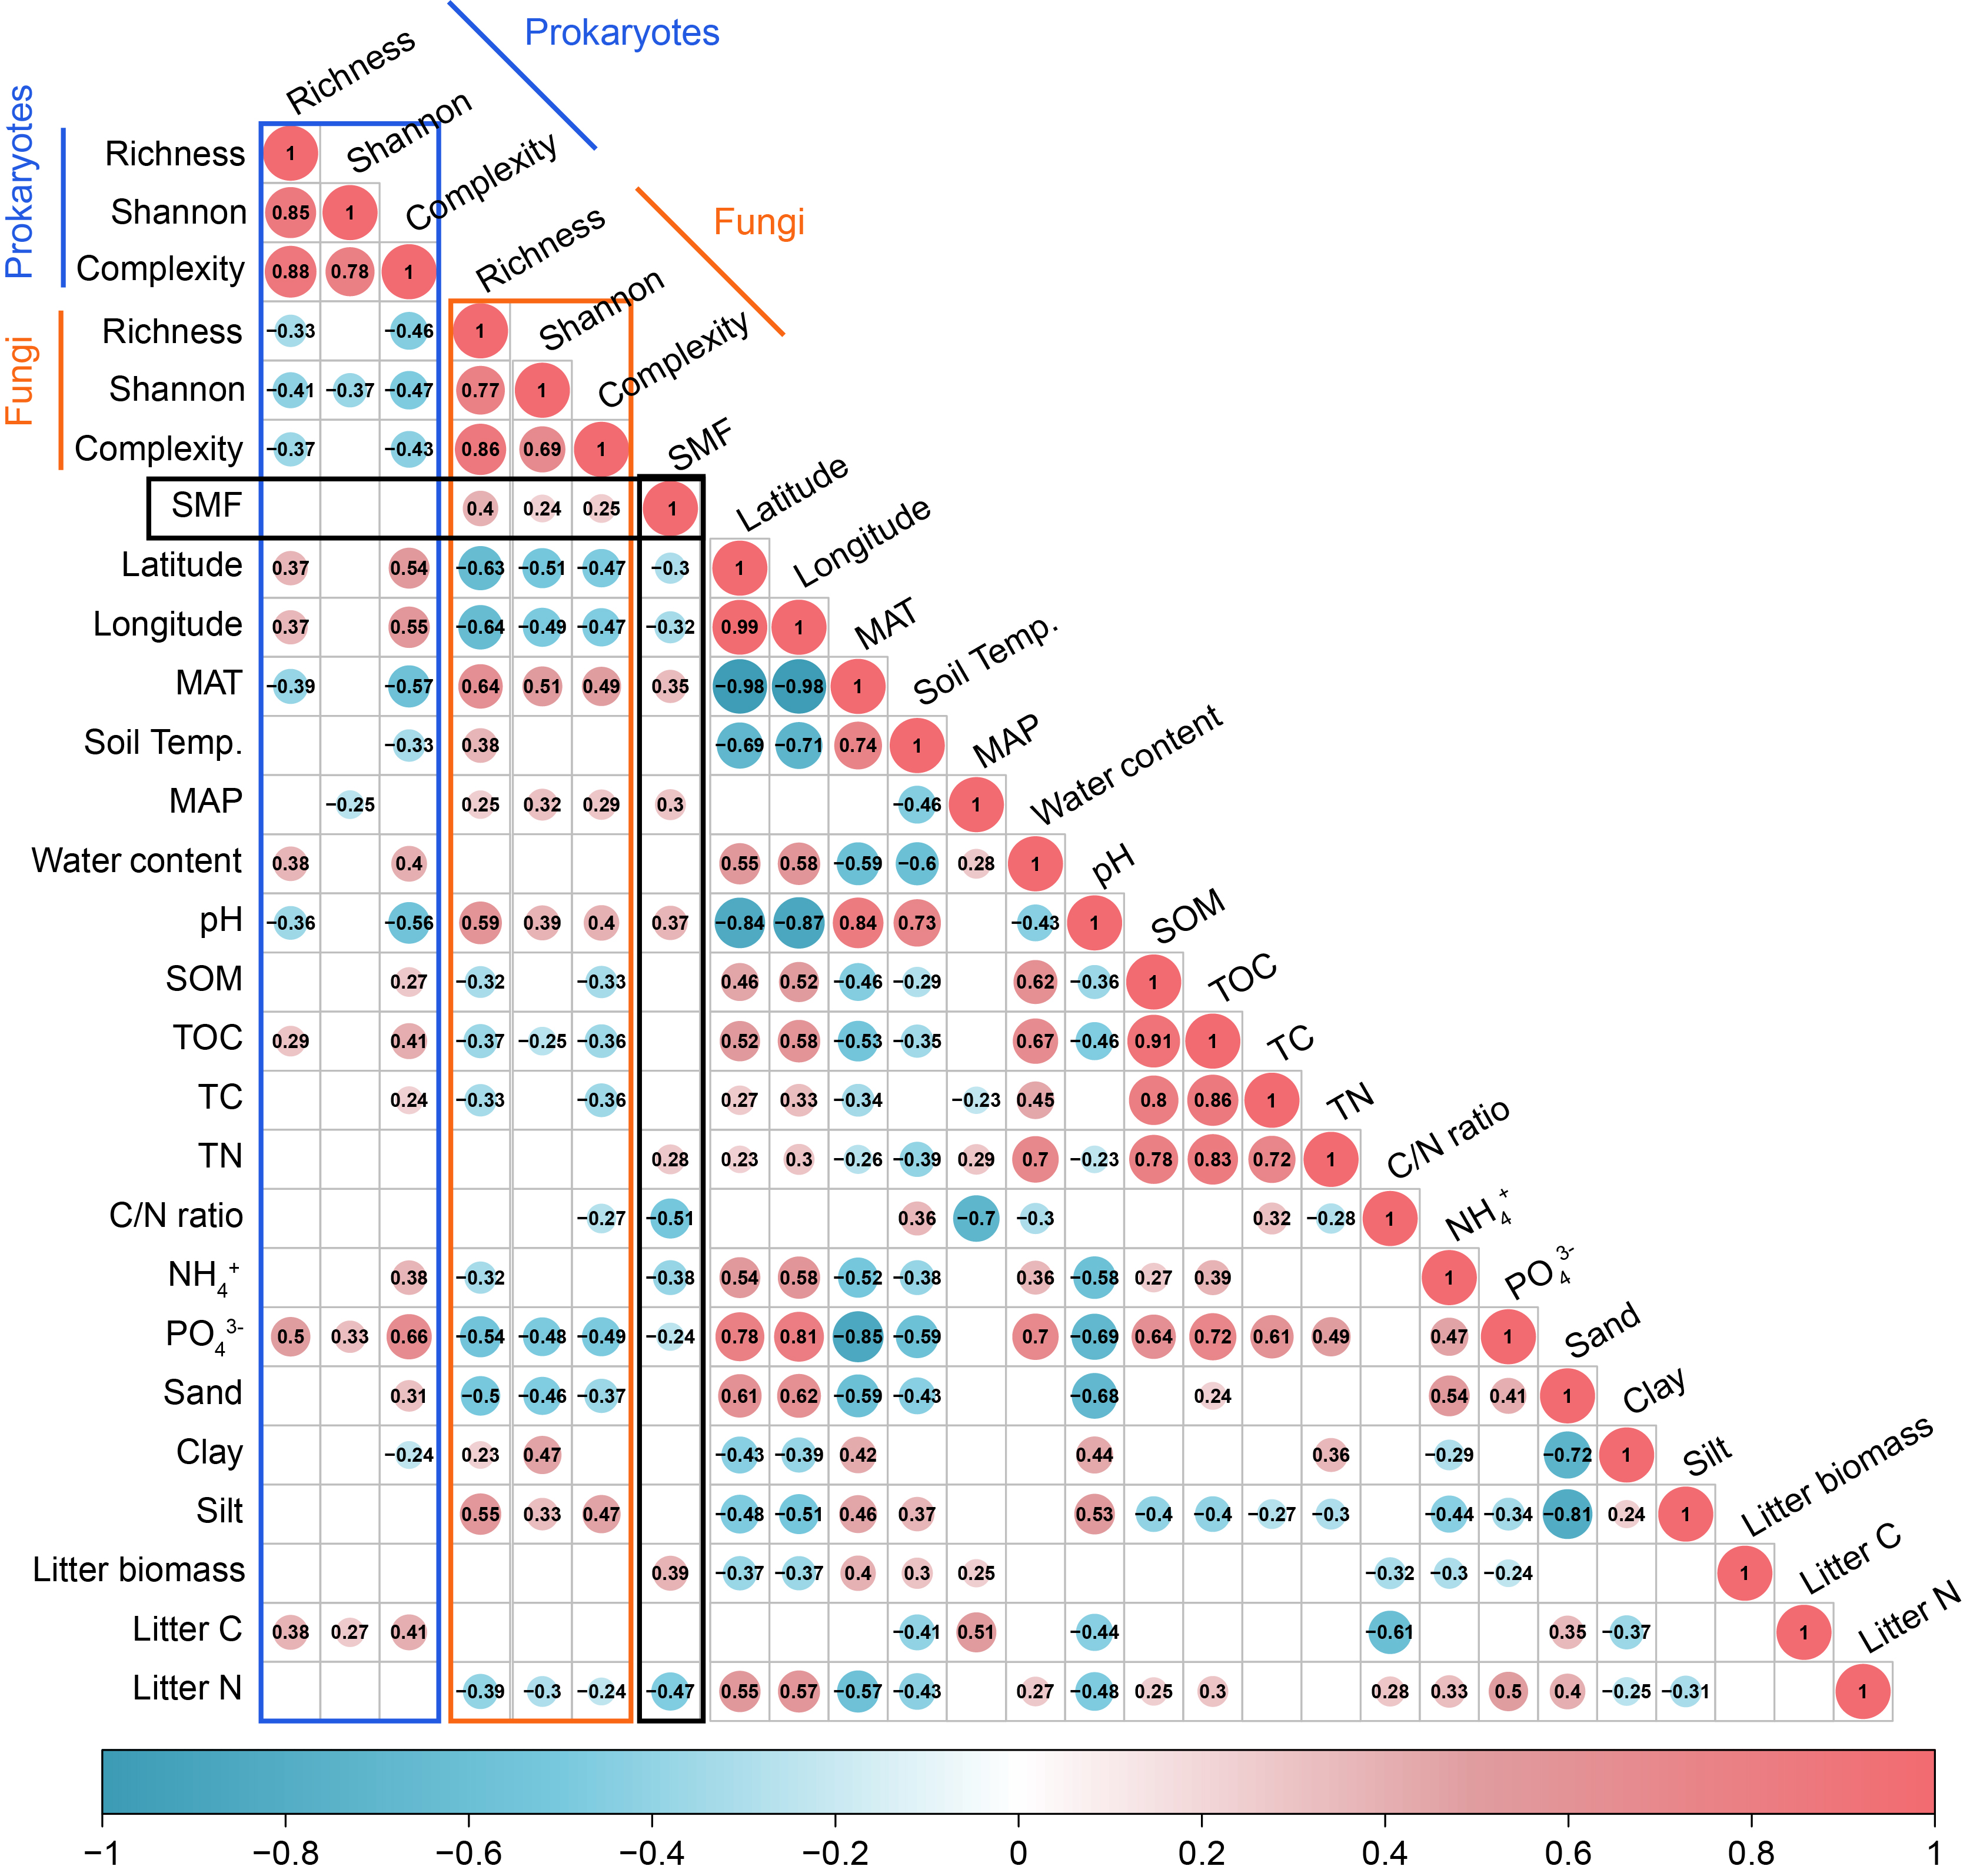 Prokaryotes
Fungi
Prokaryotes
Fungi
Richness
Shannon
Complexity
Richness
Shannon
Complexity
SMF
Latitude
Longitude
MAT
Soil Temp.
MAP
Water content
pH
SOM
TOC
TC
TN
C/N ratio
NH4+
PO43-
Sand
Clay
Silt
Litter biomass
Litter C
Litter N
Richness 1
Shannon 0.85 1
Complexity 0.88 0.78 1
Richness −0.33 −0.46 1
Shannon −0.41 −0.37 −0.47 0.77 1
Complexity −0.37 −0.43 0.86 0.69 1
SMF 0.4 0.24 0.25 1
Latitude 0.37 0.54 −0.63 −0.51 −0.47 −0.3 1
Longitude 0.37 0.55 −0.64 −0.49 −0.47 −0.32 0.99 1
MAT −0.39 −0.57 0.64 0.51 0.49 0.35 −0.98 −0.98 1
Soil Temp. −0.33 0.38 −0.69 −0.71 0.74 1
MAP −0.25 0.25 0.32 0.29 0.3 −0.46 1
Water content 0.38 0.4 0.55 0.58 −0.59 −0.6 0.28 1
pH −0.36 −0.56 0.59 0.39 0.4 0.37 −0.84 −0.87 0.84 0.73 −0.43 1
SOM 0.27 −0.32 −0.33 0.46 0.52 −0.46 −0.29 0.62 −0.36 1
TOC 0.29 0.41 −0.37 −0.25 −0.36 0.52 0.58 −0.53 −0.35 0.67 −0.46 0.91 1
TC 0.24 −0.33 −0.36 0.27 0.33 −0.34 −0.23 0.45 0.8 0.86 1
TN 0.28 0.23 0.3 −0.26 −0.39 0.29 0.7 −0.23 0.78 0.83 0.72 1
C/N ratio −0.27 −0.51 0.36 −0.7 −0.3 0.32 −0.28 1
NH4+ 0.38 −0.32 −0.38 0.54 0.58 −0.52 −0.38 0.36 −0.58 0.27 0.39 1
PO43- 0.5 0.33 0.66 −0.54 −0.48 −0.49 −0.24 0.78 0.81 −0.85 −0.59 0.7 −0.69 0.64 0.72 0.61 0.49 0.47 1
Sand 0.31 −0.5 −0.46 −0.37 0.61 0.62 −0.59 −0.43 −0.68 0.24 0.54 0.41 1
Clay −0.24 0.23 0.47 −0.43 −0.39 0.42 0.44 0.36 −0.29 −0.72 1
Silt 0.55 0.33 0.47 −0.48 −0.51 0.46 0.37 0.53 −0.4 −0.4 −0.27 −0.3 −0.44 −0.34 −0.81 0.24 1
Litter biomass 0.39 −0.37 −0.37 0.4 0.3 0.25 −0.32 −0.3 −0.24 1
Litter C 0.38 0.27 0.41 −0.41 0.51 −0.44 −0.61 0.35 −0.37 1
Litter N −0.39 −0.3 −0.24 −0.47 0.55 0.57 −0.57 −0.43 0.27 −0.48 0.25 0.3 0.28 0.33 0.5 0.4 −0.25 −0.31 1
−1 −0.8 −0.6 −0.4 −0.2 0 0.2 0.4 0.6 0.8 1